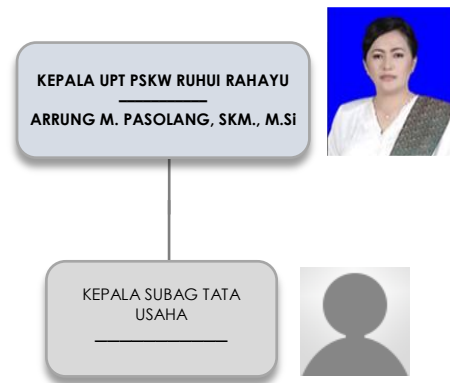 KEPALA UPT PSKW RUHUI RAHAYU
ARRUNG M. PASOLANG, SKM., M.Si
KEPALA SUBAG TATA
USAHA